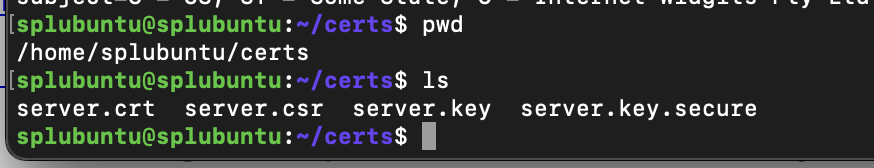 splubuntu@splubuntu:~/certs$ pwd
/home/splubuntu/certs
[splubuntu@splubuntu:~/certs$ ls
server.crt  server.csr  server.key  server.key.secure
splubuntu@splubuntu:~/certs$